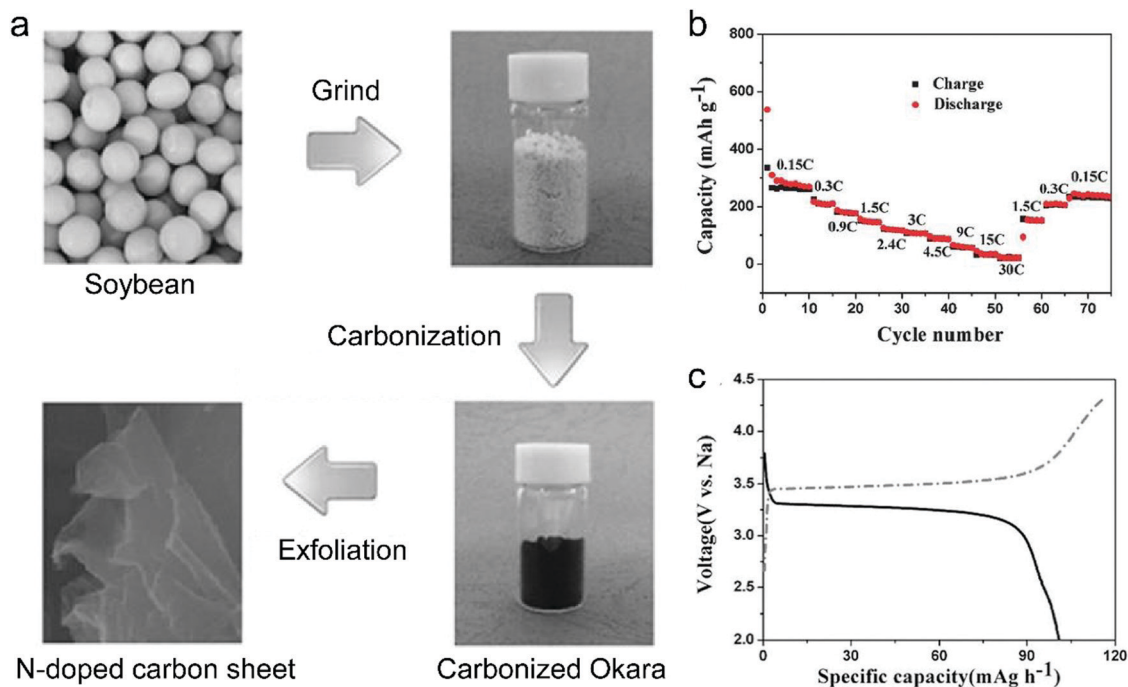 a
Grind
Soybean
Carbonization
Exfoliation
N-doped carbon sheet
Carbonized Okara
b
800
600
400
200
0
Capacity (mAh g⁻¹)
Charge
Discharge
0.15C
0.3C
0.9C
1.5C
2.4C
3C
4.5C
9C
15C
30C
1.5C
0.3C
0.15C
0 10 20 30 40 50 60 70
Cycle number
c
4.5
4.0
3.5
3.0
2.5
2.0
Voltage(V vs. Na)
0 30 60 90 120
Specific capacity(mAg h⁻¹)